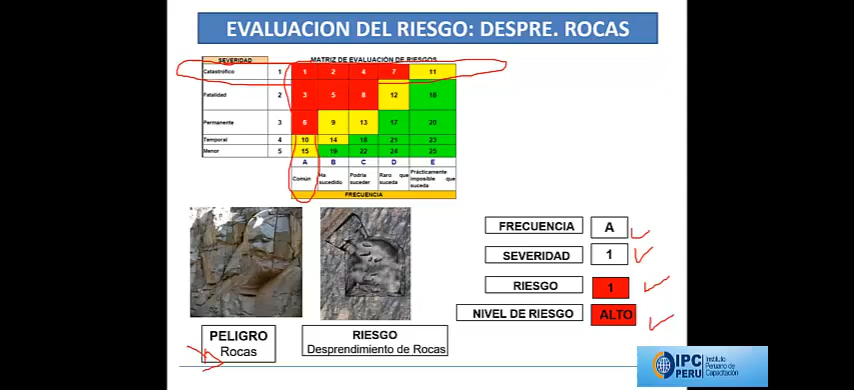 EVALUACION DEL RIESGO: DESPRE. ROCAS
SEVERIDAD
MATRIZ DE EVALUACIÓN DE RIESGOS
Catastrófico 1 1 2 4 7 11
Fatalidad 2 3 5 8 12 16
Permanente 3 6 9 13 17 20
Temporal 4 10 14 18 21 23
Menor 5 15 19 22 24 25
A B C D E
Común
Ha sucedido
Podría suceder
Raro que suceda
Prácticamente imposible que suceda
FRECUENCIA
FRECUENCIA A
SEVERIDAD 1
RIESGO 1
NIVEL DE RIESGO ALTO
PELIGRO
Rocas
RIESGO
Desprendimiento de Rocas
IPC
PERU
Instituto
Peruano de
Capacitación